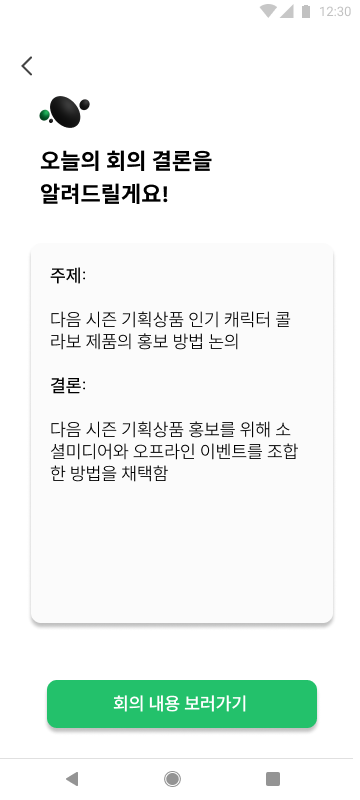 12:30
오늘의 회의 결론을
알려드릴게요!
주제:
다음 시즌 기획상품 인기 캐릭터 콜
라보 제품의 홍보 방법 논의
결론:
다음 시즌 기획상품 홍보를 위해 소
셜미디어와 오프라인 이벤트를 조합
한 방법을 채택함
회의 내용 보러가기